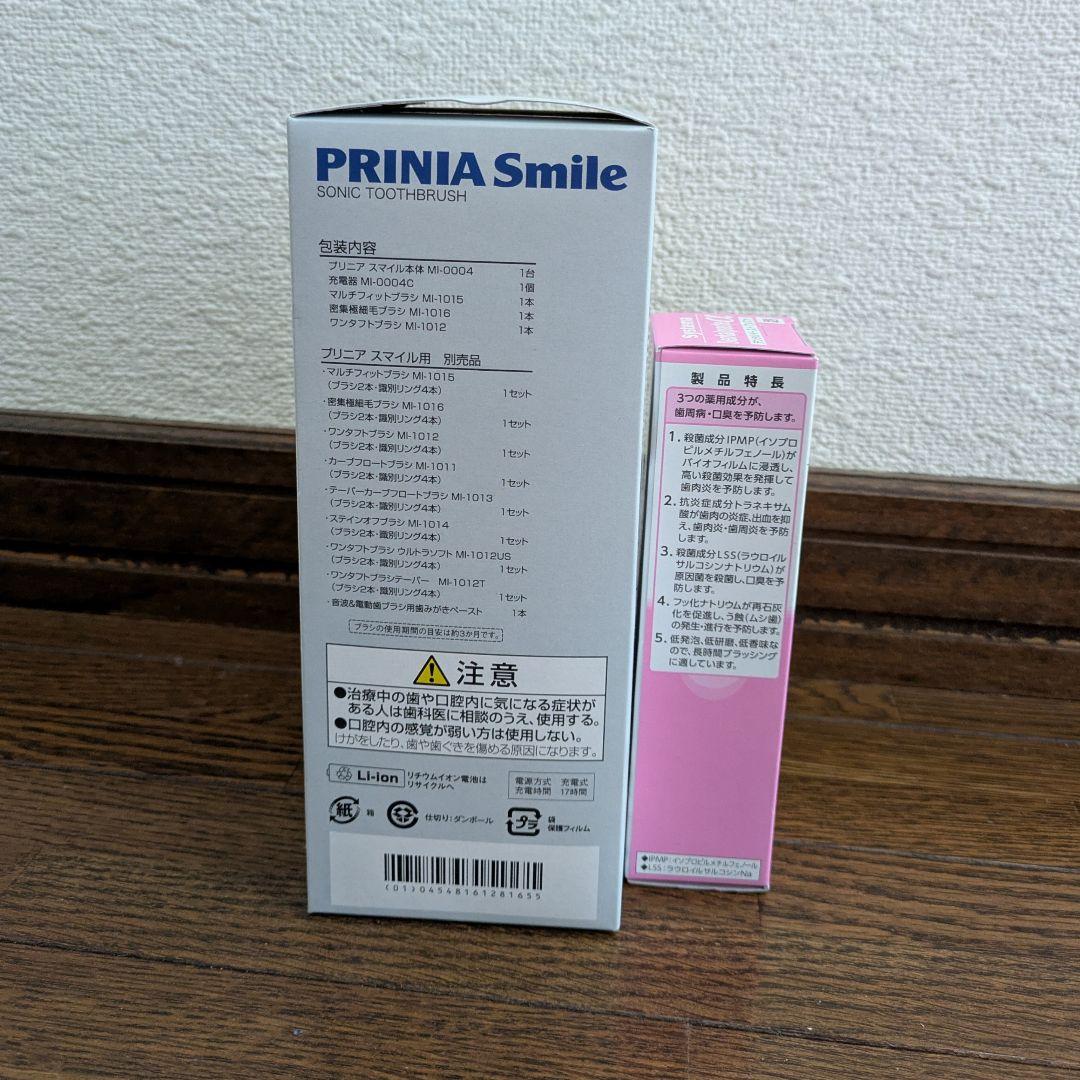 PRINIA Smile
SONIC TOOTHBRUSH
包装内容
プリニア スマイル本体 MI-0004 1台
充電器 MI-0004C 1個
マルチフィットブラシ MI-1015 1本
密集極細毛ブラシ MI-1016 1本
ワンタフトブラシ MI-1012 1本
プリニア スマイル用 別売品
・マルチフィットブラシ MI-1015
(ブラシ2本・識別リング4本) 1セット
・密集極細毛ブラシ MI-1016
(ブラシ2本・識別リング4本) 1セット
・ワンタフトブラシ MI-1012
(ブラシ2本・識別リング4本) 1セット
・カーブフロートブラシ MI-1011
(ブラシ2本・識別リング4本) 1セット
・テーパーカーブフロートブラシ MI-1013
(ブラシ2本・識別リング4本) 1セット
・ステインオフブラシ MI-1014
(ブラシ2本・識別リング4本) 1セット
・ワンタフトブラシ ウルトラソフト MI-1012US
(ブラシ2本・識別リング4本) 1セット
・ワンタフトブラシテーパー MI-1012T
(ブラシ2本・識別リング4本) 1セット
・音波&電動歯ブラシ用歯みがきペースト 1本
ブラシの使用期間の目安は約3か月です。
注意
●治療中の歯や口腔内に気になる症状が
ある人は歯科医に相談のうえ、使用する。
●口腔内の感覚が弱い方は使用しない。
けがをしたり、歯や歯ぐきを傷める原因になります。
Li-ion リチウムイオン電池は
リサイクルへ
電源方式 充電式
充電時間 17時間
紙 箱
仕切り:ダンボール
プラ 袋
保護フィルム
(01)04548161281655
Systema
製品特長
3つの薬用成分が、
歯周病・口臭を予防します。
1. 殺菌成分IPMP(イソプロ
ピルメチルフェノール)が
バイオフィルムに浸透し、
高い殺菌効果を発揮して
歯肉炎を予防します。
2. 抗炎症成分トラネキサム
酸が歯肉の炎症、出血を抑
え、歯肉炎・歯周炎を予防
します。
3. 殺菌成分LSS(ラウロイル
サルコシンナトリウム)が
原因菌を殺菌し、口臭を予
防します。
4. フッ化ナトリウムが再石灰
化を促進し、う蝕(ムシ歯)
の発生・進行を予防します。
5. 低発泡、低研磨、低香味な
ので、長時間ブラッシング
に適しています。
◆IPMP:イソプロピルメチルフェノール
◆LSS:ラウロイルサルコシンNa